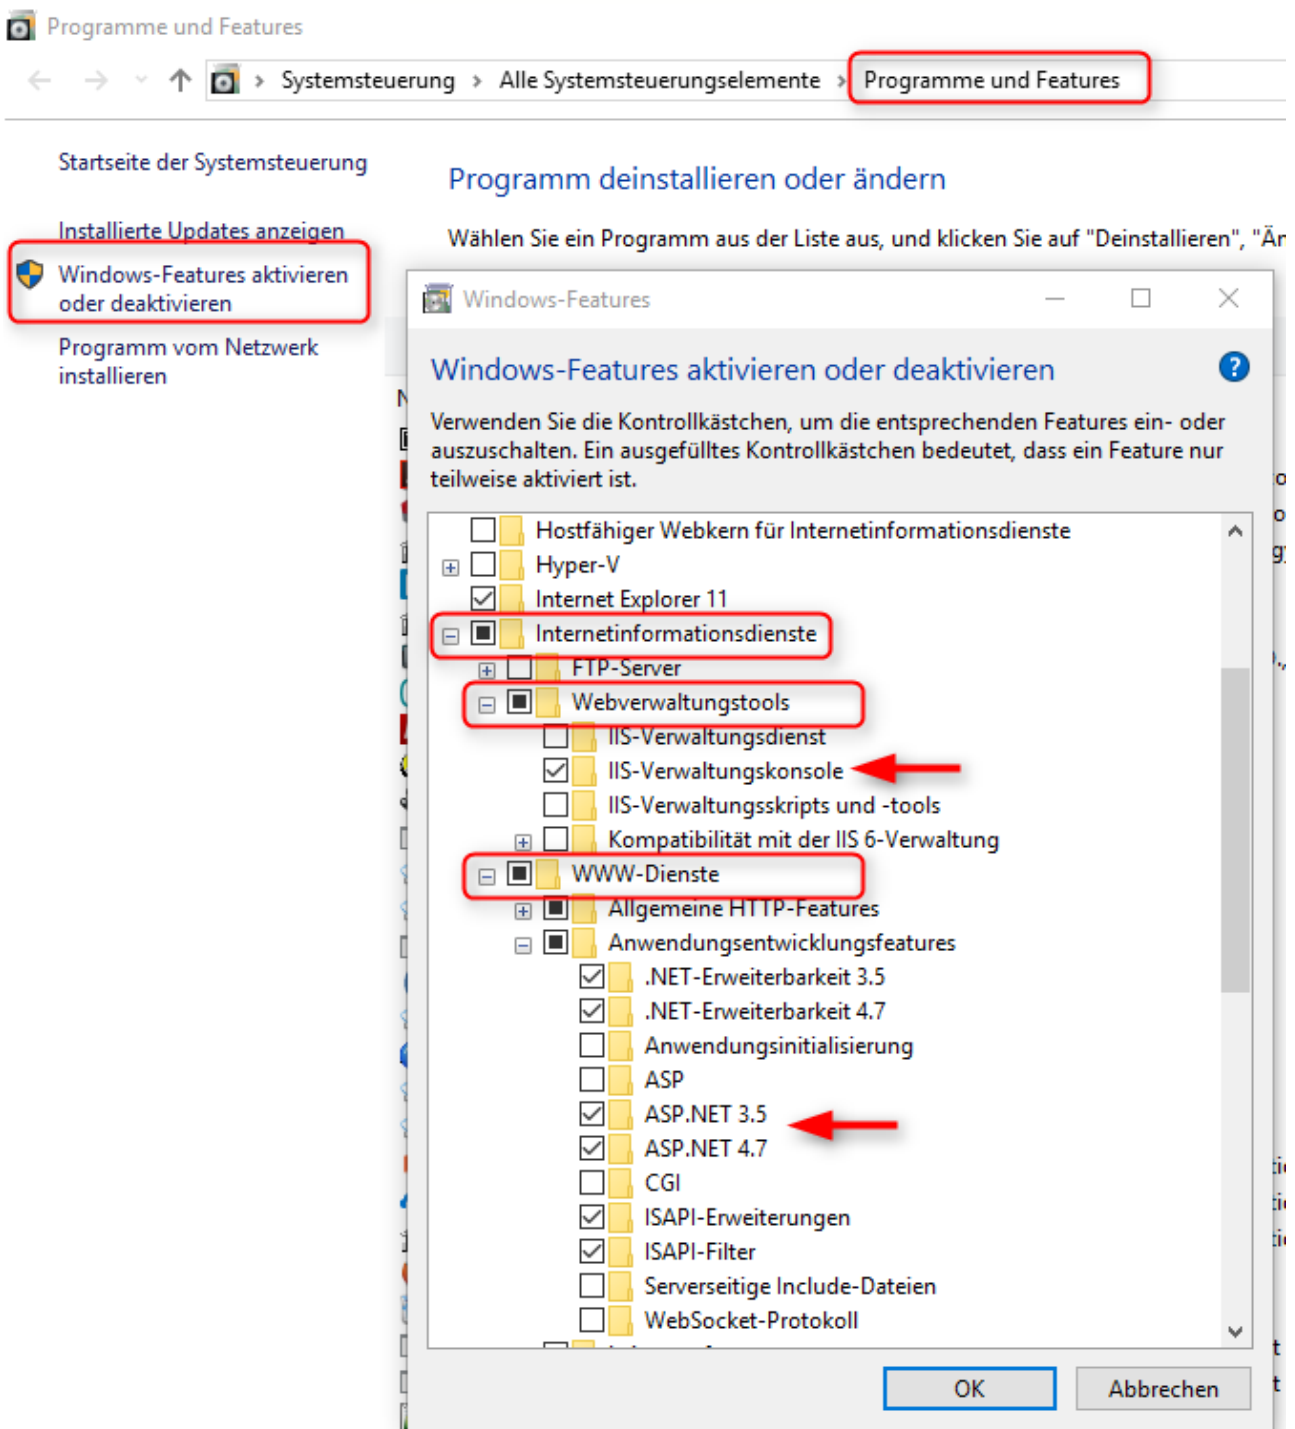 Programme und Features
Systemsteuerung > Alle Systemsteuerungselemente > Programme und Features
Startseite der Systemsteuerung
Installierte Updates anzeigen
Windows-Features aktivieren
oder deaktivieren
Programm vom Netzwerk
installieren
Programm deinstallieren oder ändern
Wählen Sie ein Programm aus der Liste aus, und klicken Sie auf "Deinstallieren",
Windows-Features
Windows-Features aktivieren oder deaktivieren
Verwenden Sie die Kontrollkästchen, um die entsprechenden Features ein- oder
auszuschalten. Ein ausgefülltes Kontrollkästchen bedeutet, dass ein Feature nur
teilweise aktiviert ist.
Hostfähiger Webkern für Internetinformationsdienste
Hyper-V
Internet Explorer 11
Internetinformationsdienste
FTP-Server
Webverwaltungstools
IIS-Verwaltungsdienst
IIS-Verwaltungskonsole
IIS-Verwaltungsskripts und -tools
Kompatibilität mit der IIS 6-Verwaltung
WWW-Dienste
Allgemeine HTTP-Features
Anwendungsentwicklungsfeatures
.NET-Erweiterbarkeit 3.5
.NET-Erweiterbarkeit 4.7
Anwendungsinitialisierung
ASP
ASP.NET 3.5
ASP.NET 4.7
CGI
ISAPI-Erweiterungen
ISAPI-Filter
Serverseitige Include-Dateien
WebSocket-Protokoll
OK
Abbrechen